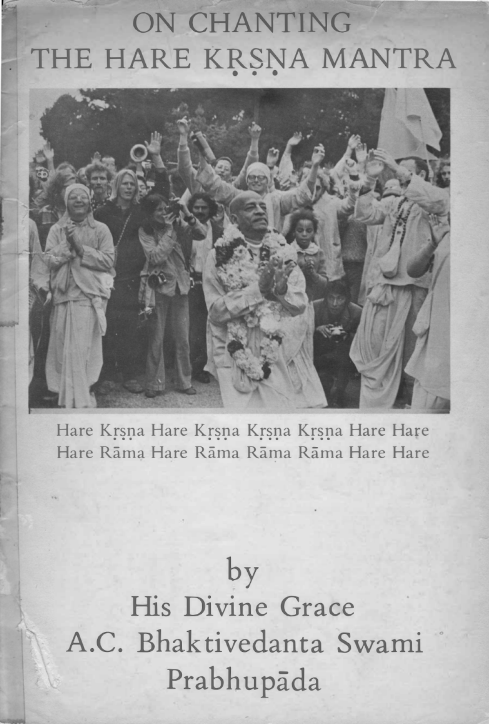 ON CHANTING
THE HARE KṚṢṆA MANTRA
Hare Kṛṣṇa Hare Kṛṣṇa Kṛṣṇa Kṛṣṇa Hare Hare
Hare Rāma Hare Rāma Rāma Rāma Hare Hare
by
His Divine Grace
A.C. Bhaktivedanta Swami
Prabhupāda